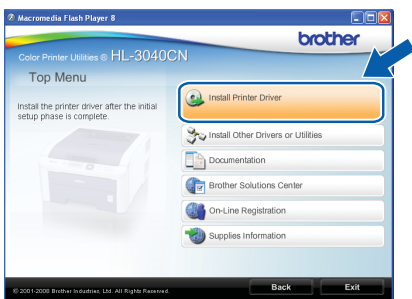 Macromedia Flash Player 8
brother
Color Printer Utilities ® HL-3040CN
Top Menu
Install the printer driver after the initial
setup phase is complete.
Install Printer Driver
Install Other Drivers or Utilities
Documentation
Brother Solutions Center
On-Line Registration
Supplies Information
© 2001-2008 Brother Industries, Ltd. All Rights Reserved.
Back
Exit